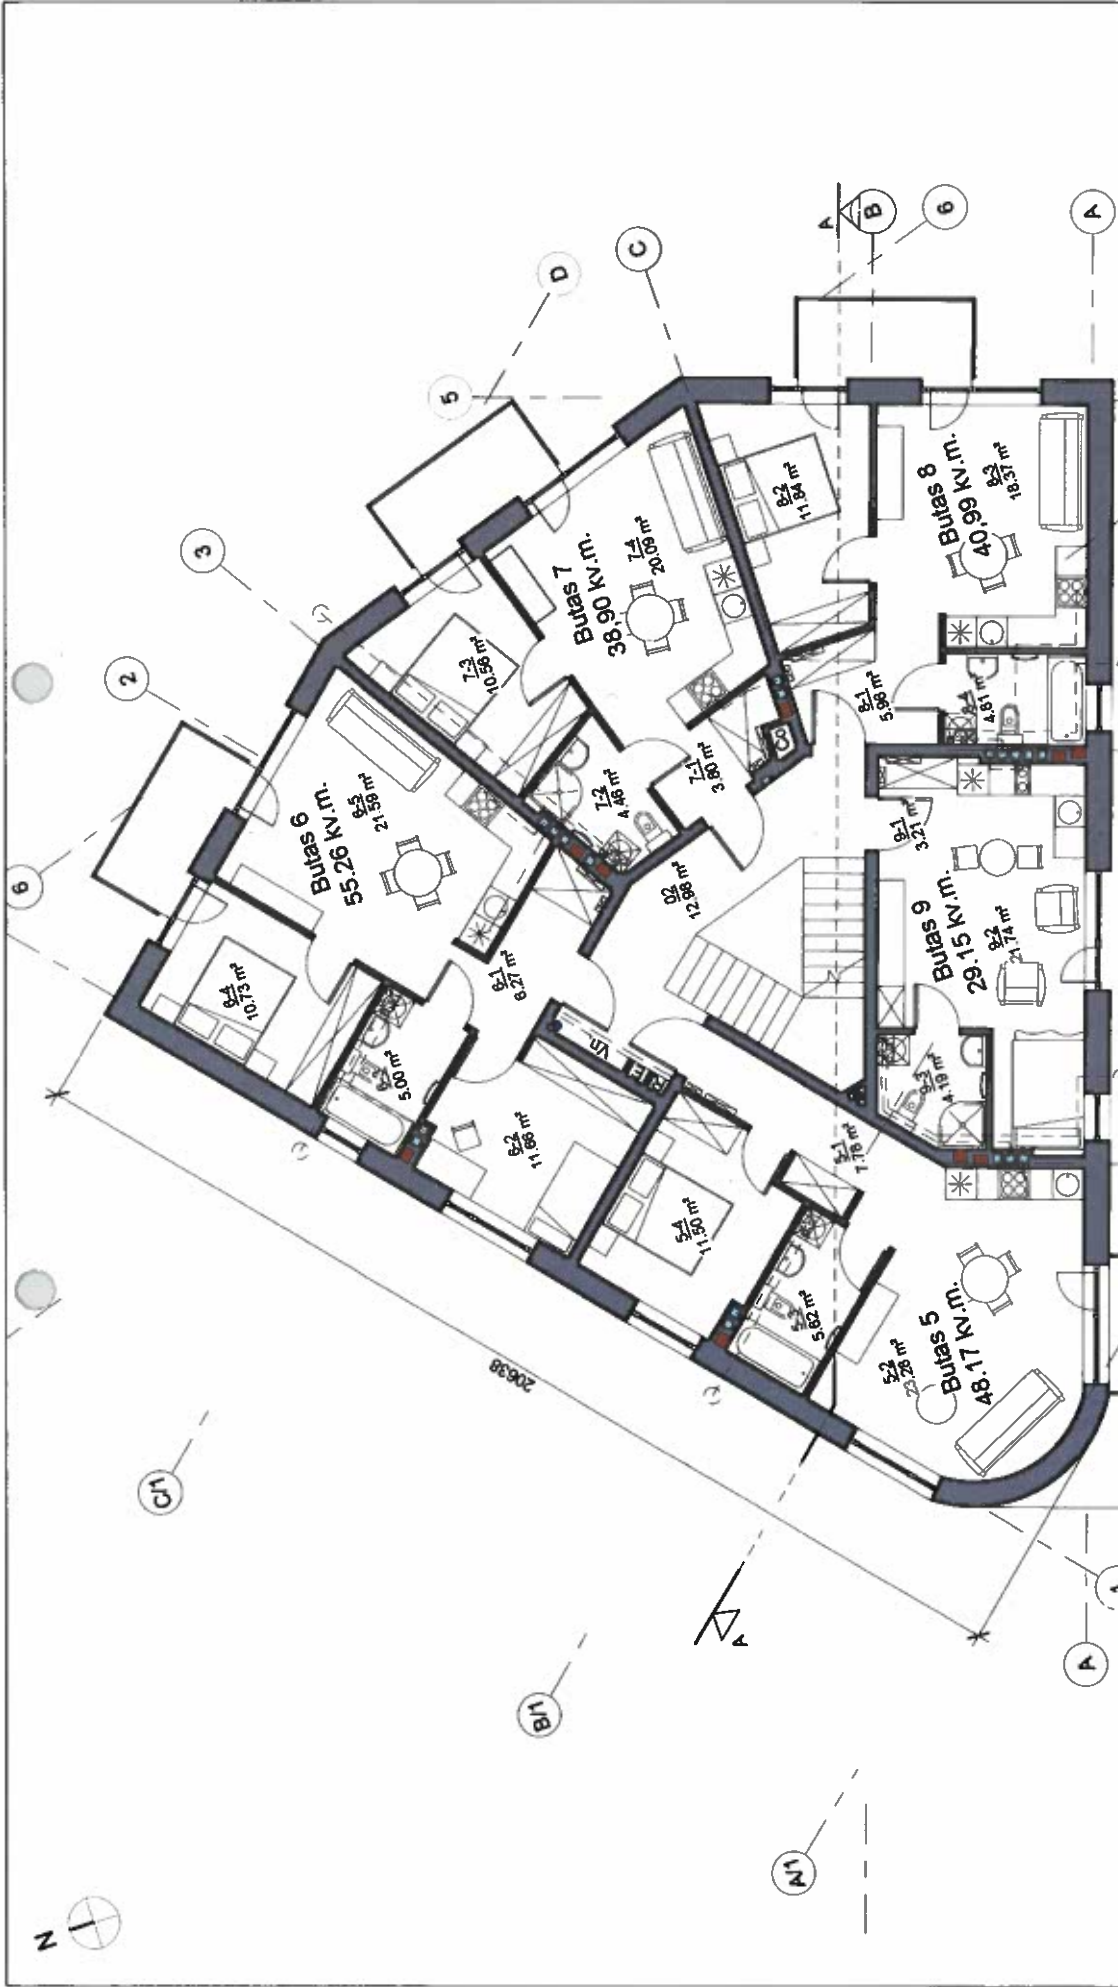 N
6
2
3
5
D
C
A
B
6
A
Butas 6
55.26 kv.m.
6-5
21.59 m²
6-4
10.73 m²
5.00 m²
6-1
6.27 m²
6-2
11.66 m²
Butas 7
38,90 kv.m.
7-4
20.09 m²
7-3
10.56 m²
7-2
4.46 m²
7-1
3.80 m²
Butas 8
40,99 kv.m.
8-3
18.37 m²
8-2
11.84 m²
8-1
5.96 m²
8-4
4.81 m²
02
12.98 m²
Butas 9
29.15 kv.m.
9-2
21.74 m²
9-1
3.21 m²
9-3
4.19 m²
Vn.
R
E
Butas 5
48.17 kv.m.
5-2
23.28 m²
5-4
11.50 m²
5-3
5.62 m²
5-1
7.78 m²
20638
C/1
B/1
A/1
A
A
A